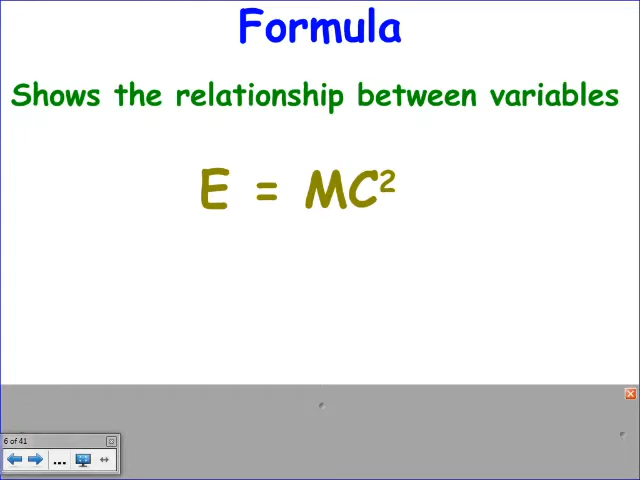 Formula
Shows the relationship between variables
E = MC²
6 of 41